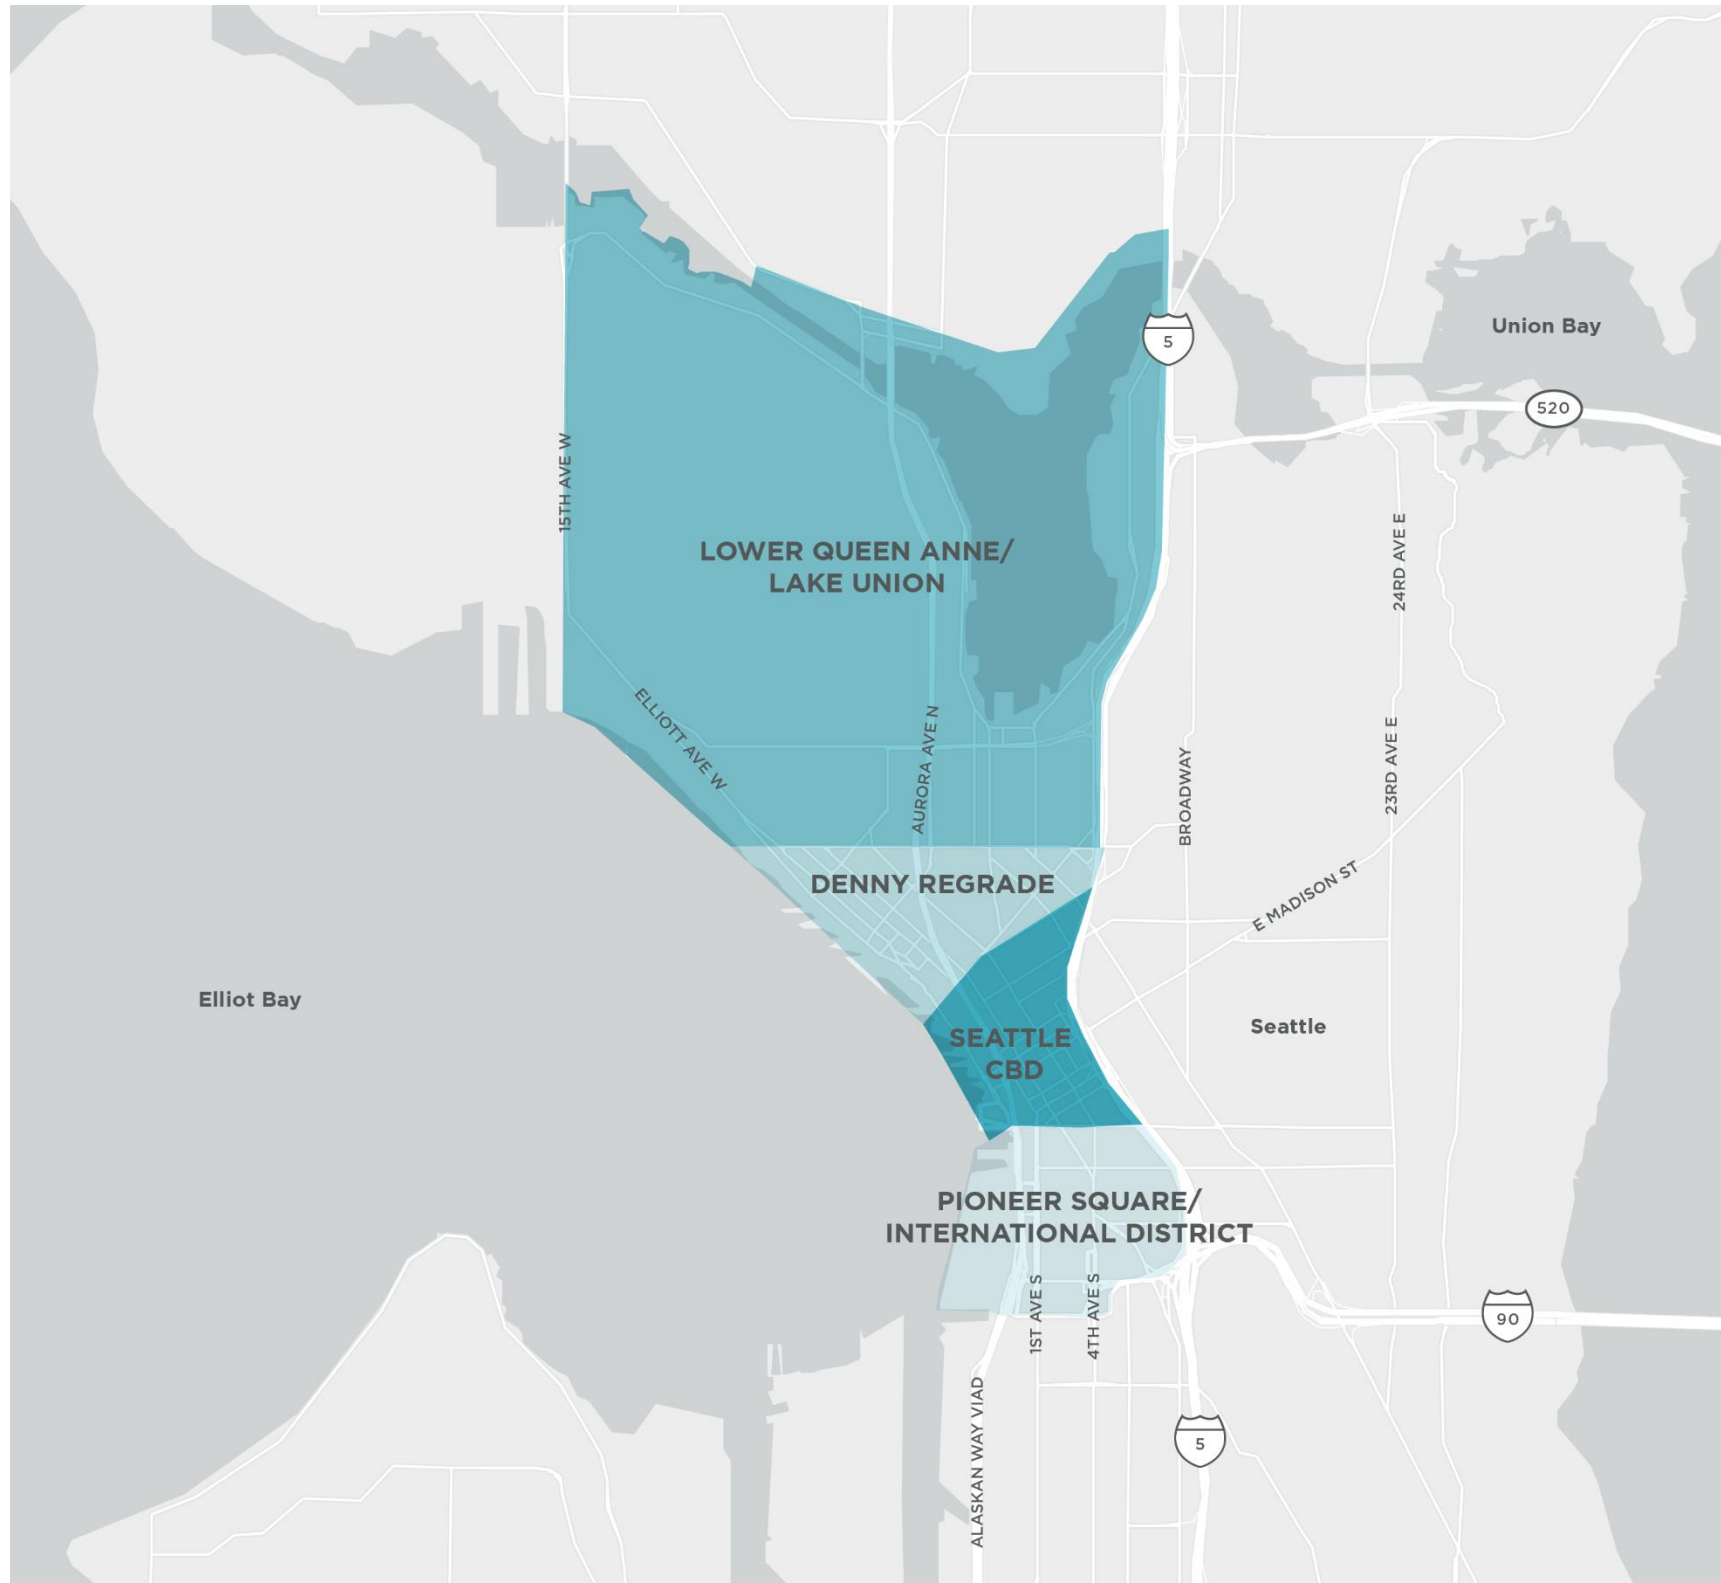 5
Union Bay
520
15TH AVE W
LOWER QUEEN ANNE/
LAKE UNION
24RD AVE E
ELLIOTT AVE W
AURORA AVE N
BROADWAY
23RD AVE E
DENNY REGRADE
E MADISON ST
Elliot Bay
SEATTLE
CBD
Seattle
PIONEER SQUARE/
INTERNATIONAL DISTRICT
1ST AVE S
4TH AVE S
90
ALASKAN WAY VIAD
5